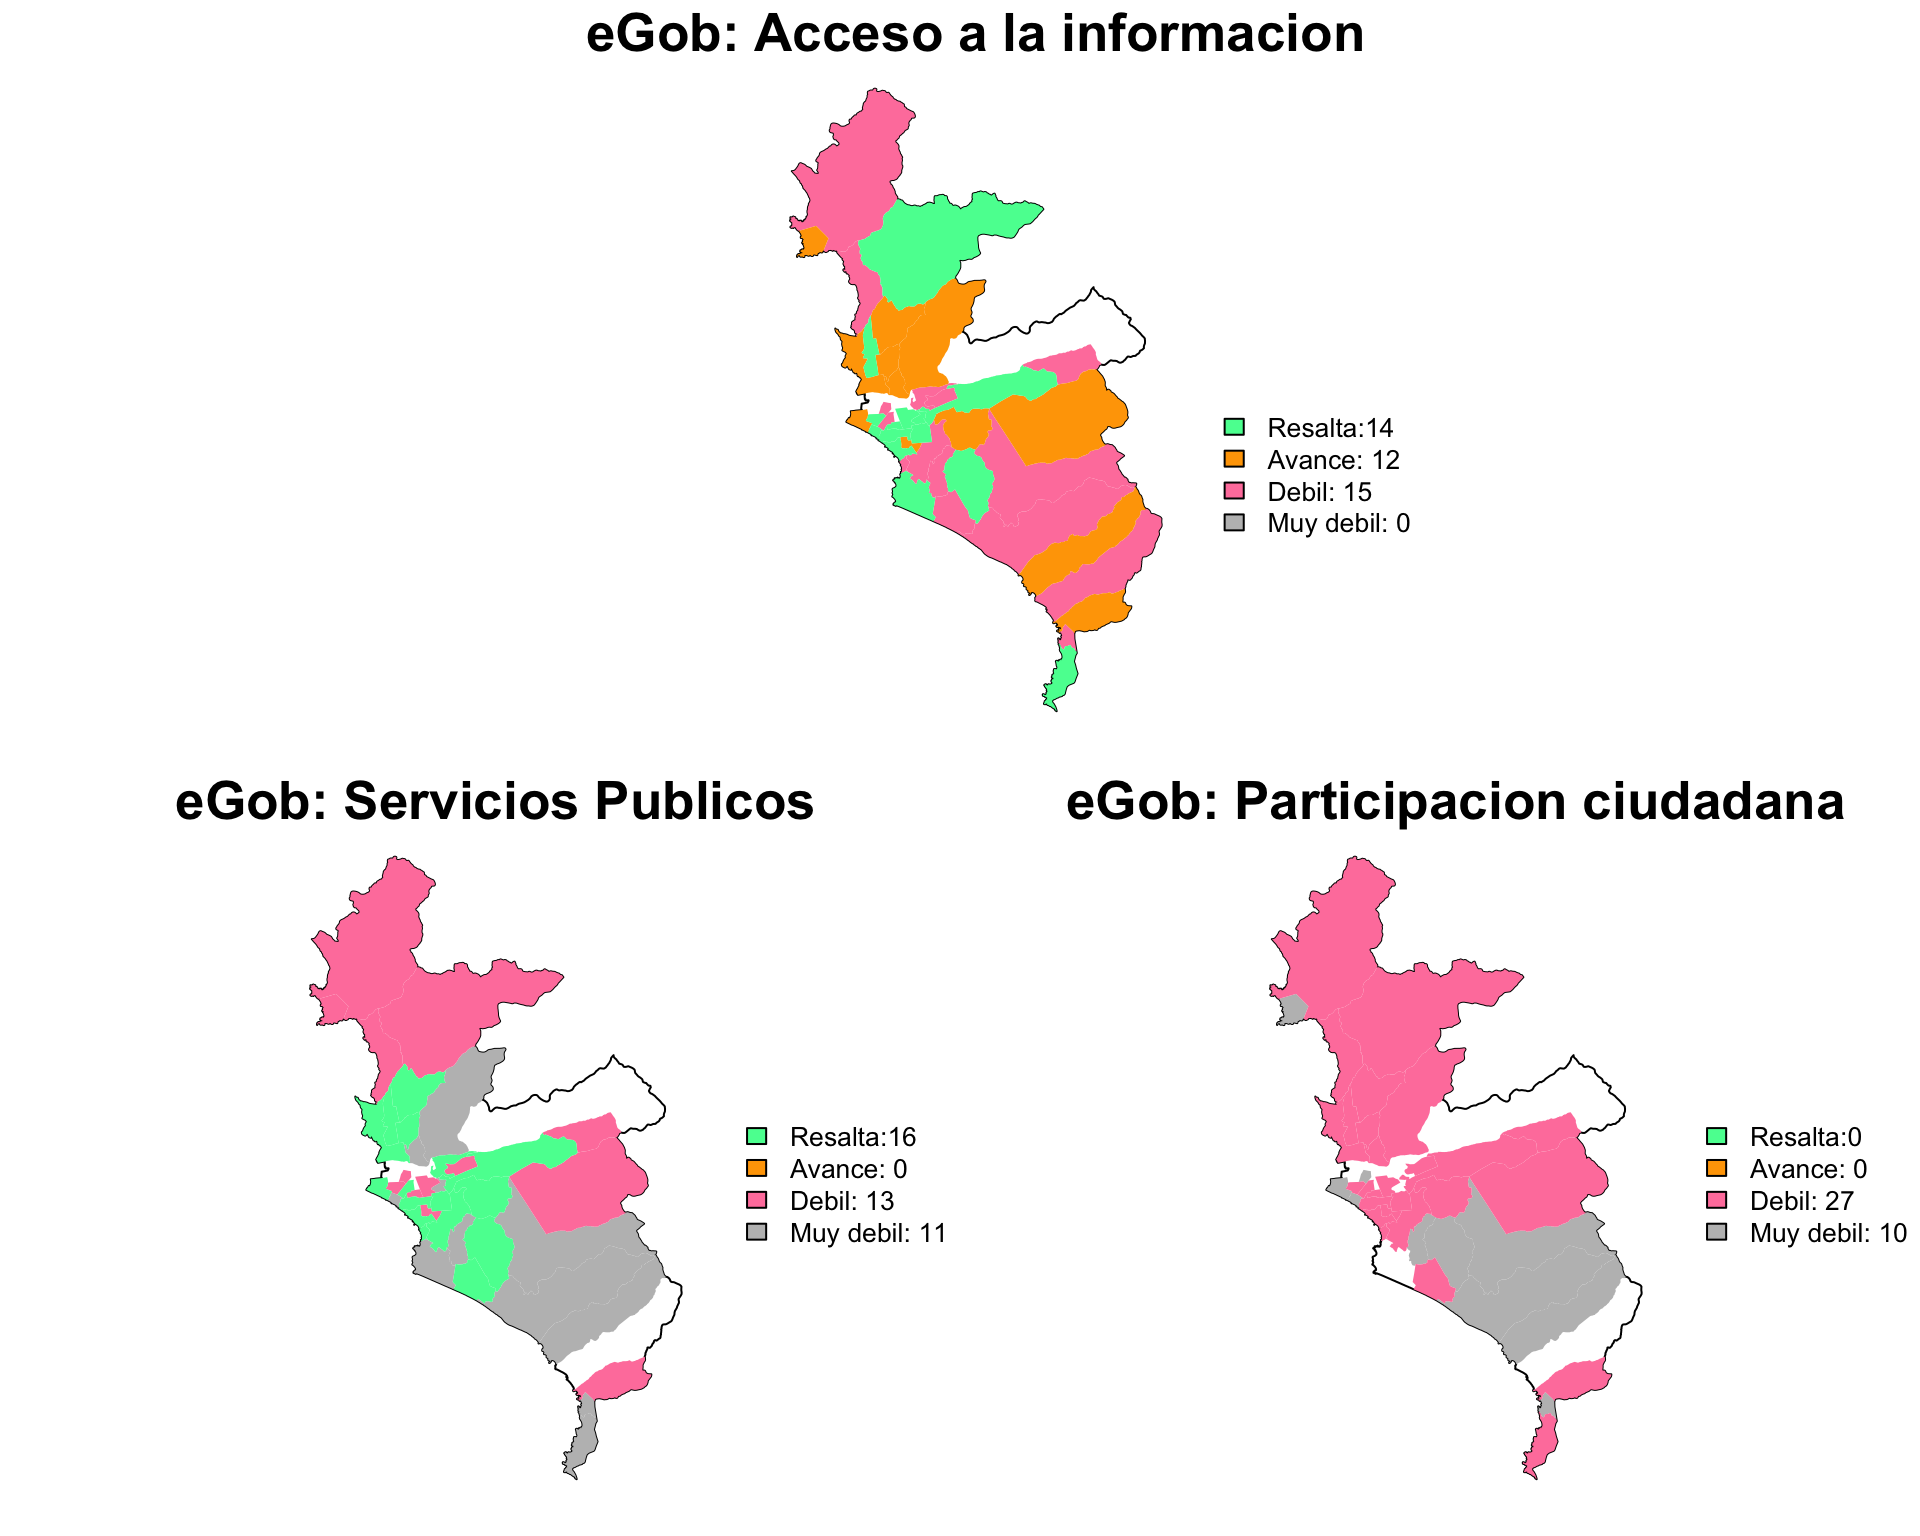 eGob: Acceso a la informacion
Resalta:14
Avance: 12
Debil: 15
Muy debil: 0
eGob: Servicios Publicos
Resalta:16
Avance: 0
Debil: 13
Muy debil: 11
eGob: Participacion ciudadana
Resalta:0
Avance: 0
Debil: 27
Muy debil: 10